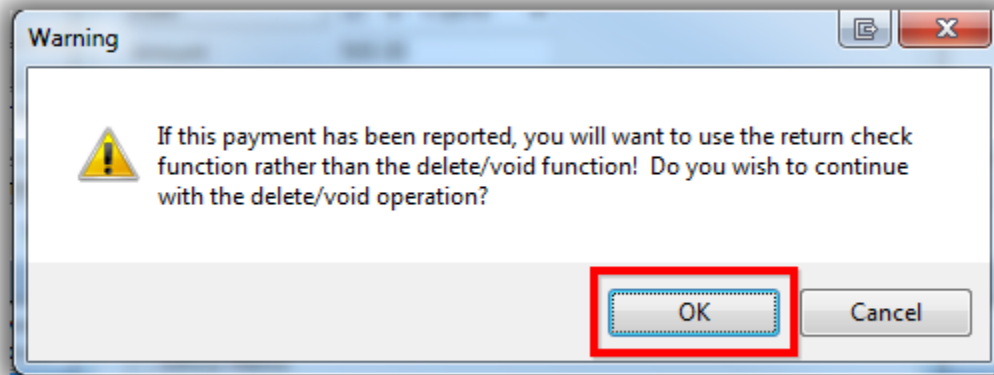 Warning
If this payment has been reported, you will want to use the return check
function rather than the delete/void function! Do you wish to continue
with the delete/void operation?
OK
Cancel